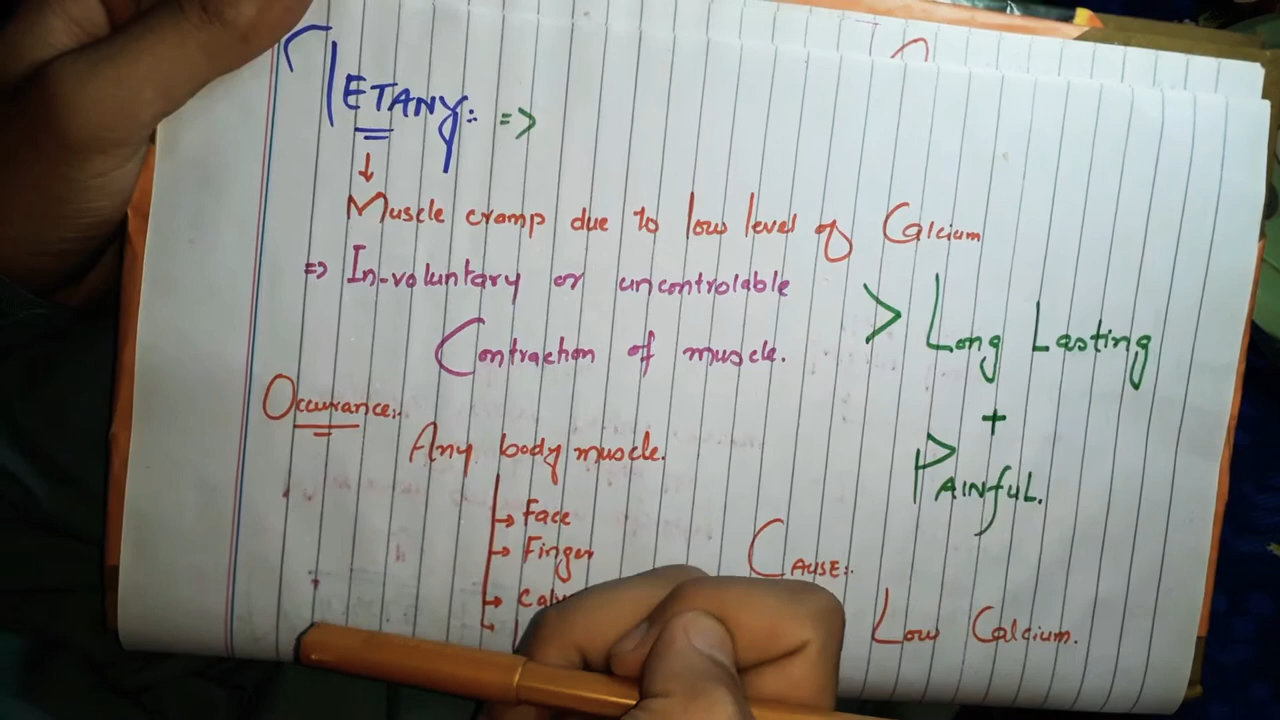 TETANY:- =>
↓
Muscle cramp due to low level of Calcium
=> In-voluntary or uncontrolable
Contraction of muscle.
> Long Lasting
+
PAINfUL.
Occurance:-
Any body muscle.
→ Face
→ Finger
→
→
CAUSE:-
Low Calcium.